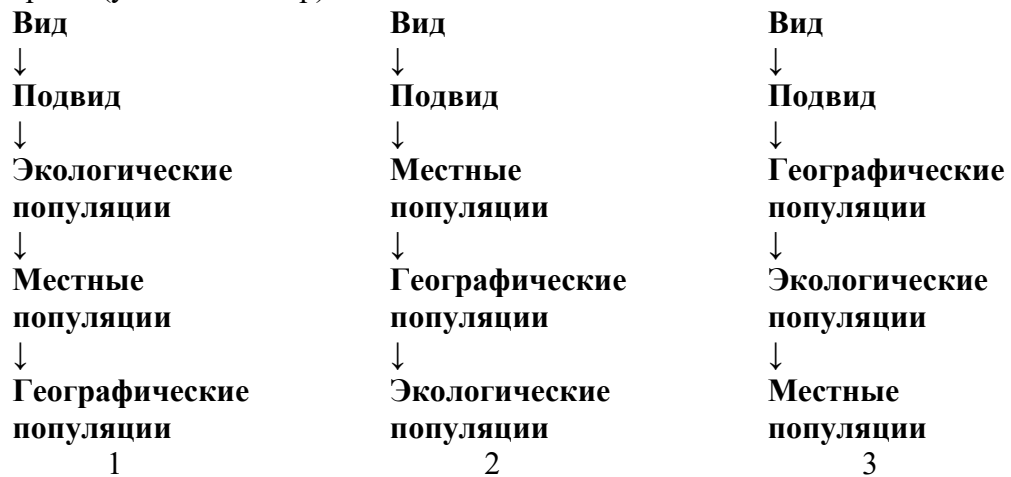 Вид
↓
Подвид
↓
Экологические
популяции
↓
Местные
популяции
↓
Географические
популяции
1
Вид
↓
Подвид
↓
Местные
популяции
↓
Географические
популяции
↓
Экологические
популяции
2
Вид
↓
Подвид
↓
Географические
популяции
↓
Экологические
популяции
↓
Местные
популяции
3